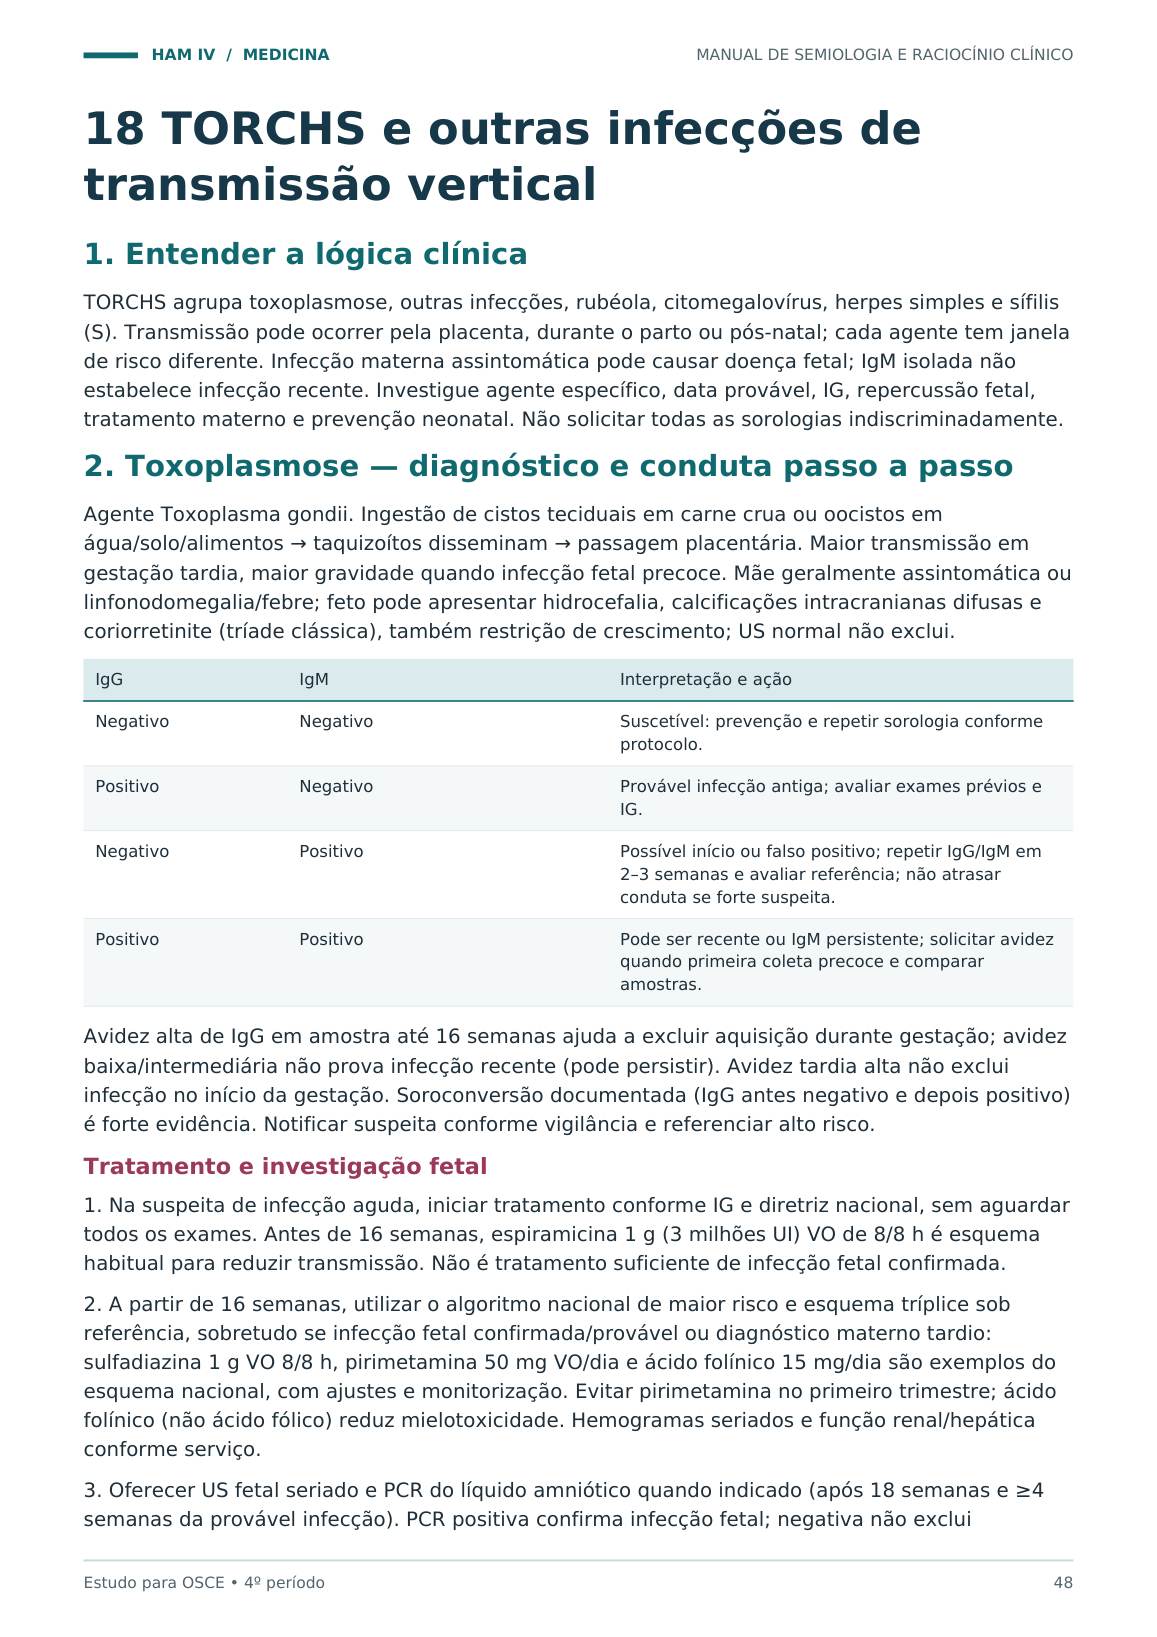 HAM IV / MEDICINA
MANUAL DE SEMIOLOGIA E RACIOCÍNIO CLÍNICO
18 TORCHS e outras infecções de
transmissão vertical
1. Entender a lógica clínica
TORCHS agrupa toxoplasmose, outras infecções, rubéola, citomegalovírus, herpes simples e sífilis
(S). Transmissão pode ocorrer pela placenta, durante o parto ou pós-natal; cada agente tem janela
de risco diferente. Infecção materna assintomática pode causar doença fetal; IgM isolada não
estabelece infecção recente. Investigue agente específico, data provável, IG, repercussão fetal,
tratamento materno e prevenção neonatal. Não solicitar todas as sorologias indiscriminadamente.
2. Toxoplasmose — diagnóstico e conduta passo a passo
Agente Toxoplasma gondii. Ingestão de cistos teciduais em carne crua ou oocistos em
água/solo/alimentos → taquizoítos disseminam → passagem placentária. Maior transmissão em
gestação tardia, maior gravidade quando infecção fetal precoce. Mãe geralmente assintomática ou
linfonodomegalia/febre; feto pode apresentar hidrocefalia, calcificações intracranianas difusas e
coriorretinite (tríade clássica), também restrição de crescimento; US normal não exclui.
IgG IgM Interpretação e ação
Negativo Negativo Suscetível: prevenção e repetir sorologia conforme
protocolo.
Positivo Negativo Provável infecção antiga; avaliar exames prévios e
IG.
Negativo Positivo Possível início ou falso positivo; repetir IgG/IgM em
2–3 semanas e avaliar referência; não atrasar
conduta se forte suspeita.
Positivo Positivo Pode ser recente ou IgM persistente; solicitar avidez
quando primeira coleta precoce e comparar
amostras.
Avidez alta de IgG em amostra até 16 semanas ajuda a excluir aquisição durante gestação; avidez
baixa/intermediária não prova infecção recente (pode persistir). Avidez tardia alta não exclui
infecção no início da gestação. Soroconversão documentada (IgG antes negativo e depois positivo)
é forte evidência. Notificar suspeita conforme vigilância e referenciar alto risco.
Tratamento e investigação fetal
1. Na suspeita de infecção aguda, iniciar tratamento conforme IG e diretriz nacional, sem aguardar
todos os exames. Antes de 16 semanas, espiramicina 1 g (3 milhões UI) VO de 8/8 h é esquema
habitual para reduzir transmissão. Não é tratamento suficiente de infecção fetal confirmada.
2. A partir de 16 semanas, utilizar o algoritmo nacional de maior risco e esquema tríplice sob
referência, sobretudo se infecção fetal confirmada/provável ou diagnóstico materno tardio:
sulfadiazina 1 g VO 8/8 h, pirimetamina 50 mg VO/dia e ácido folínico 15 mg/dia são exemplos do
esquema nacional, com ajustes e monitorização. Evitar pirimetamina no primeiro trimestre; ácido
folínico (não ácido fólico) reduz mielotoxicidade. Hemogramas seriados e função renal/hepática
conforme serviço.
3. Oferecer US fetal seriado e PCR do líquido amniótico quando indicado (após 18 semanas e ≥4
semanas da provável infecção). PCR positiva confirma infecção fetal; negativa não exclui
Estudo para OSCE • 4º período
48